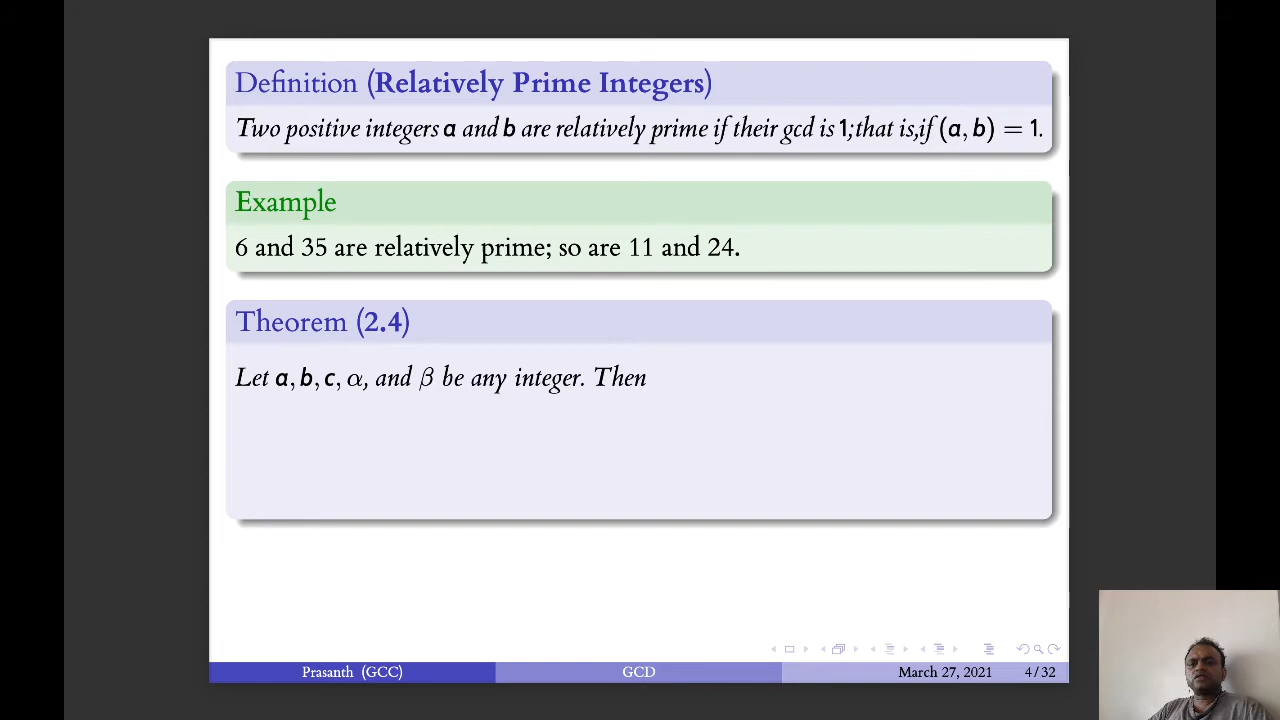 Definition (Relatively Prime Integers)
Two positive integers a and b are relatively prime if their gcd is 1;that is,if (a, b) = 1.
Example
6 and 35 are relatively prime; so are 11 and 24.
Theorem (2.4)
Let a, b, c, α, and β be any integer. Then
Prasanth (GCC) GCD March 27, 2021 4/32